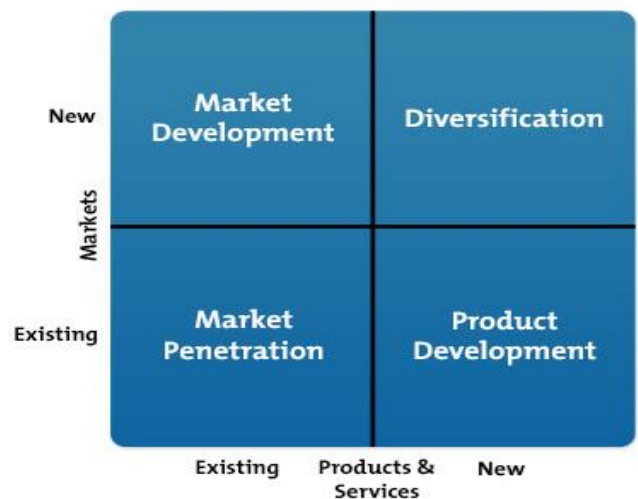 New
Market
Development
Diversification
Markets
Existing
Market
Penetration
Product
Development
Existing
Products &
Services
New